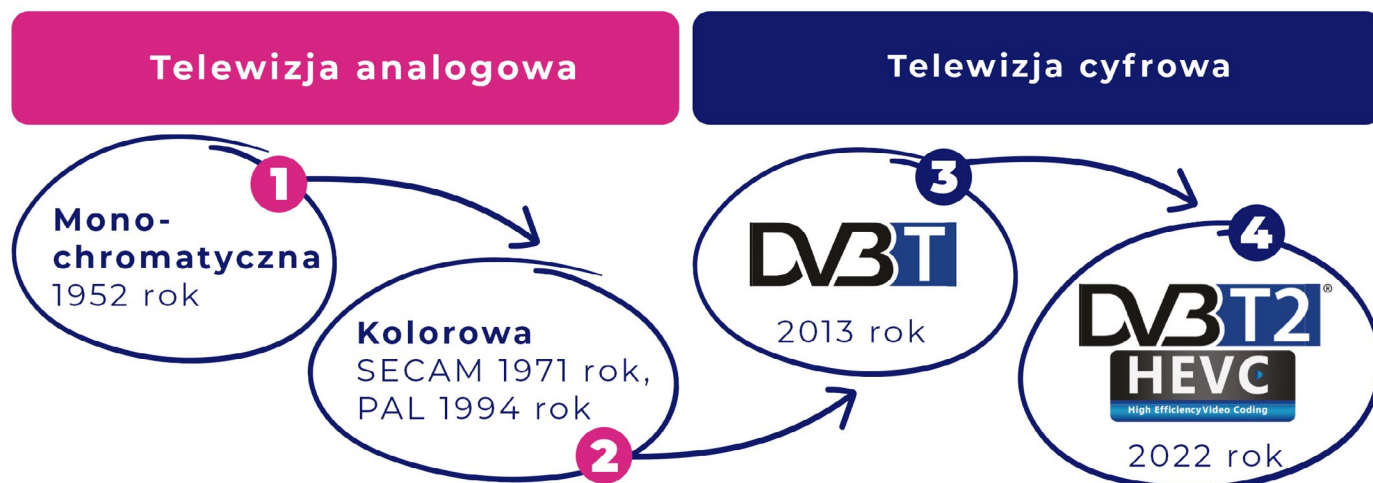 Telewizja analogowa
Telewizja cyfrowa
1
Mono-
chromatyczna
1952 rok
Kolorowa
SECAM 1971 rok,
PAL 1994 rok
2
3
DVB T
2013 rok
4
DVB T2®
HEVC
High Efficiency Video Coding
2022 rok